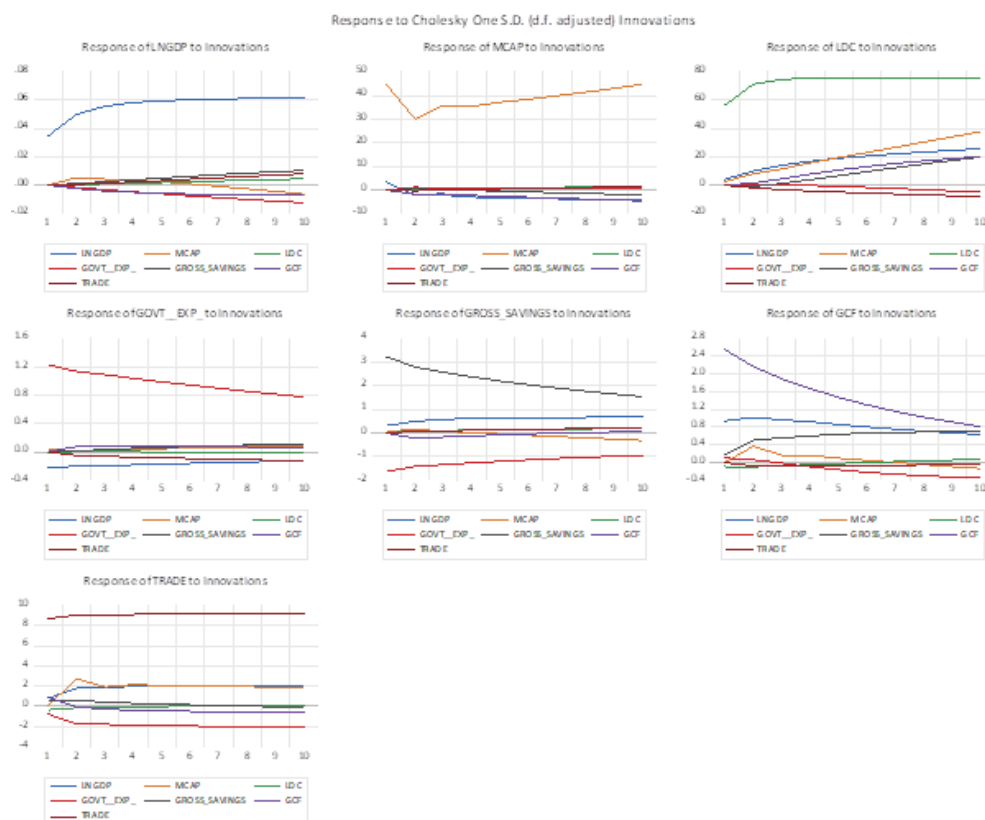 Response to Cholesky One S.D. (d.f. adjusted) Innovations
Response of LNGDP to Innovations
.08
.06
.04
.02
.00
-.02
1 2 3 4 5 6 7 8 9 10
LNGDP MCAP LDC
GOVT__EXP_ GROSS_SAVINGS GCF
TRADE
Response of MCAP to Innovations
50
40
30
20
10
0
-10
1 2 3 4 5 6 7 8 9 10
LNGDP MCAP LDC
GOVT__EXP_ GROSS_SAVINGS GCF
TRADE
Response of LDC to Innovations
80
60
40
20
0
-20
1 2 3 4 5 6 7 8 9 10
LNGDP MCAP LDC
GOVT__EXP_ GROSS_SAVINGS GCF
TRADE
Response of GOVT__EXP_ to Innovations
1.6
1.2
0.8
0.4
0.0
-0.4
1 2 3 4 5 6 7 8 9 10
LNGDP MCAP LDC
GOVT__EXP_ GROSS_SAVINGS GCF
TRADE
Response of GROSS_SAVINGS to Innovations
4
3
2
1
0
-1
-2
1 2 3 4 5 6 7 8 9 10
LNGDP MCAP LDC
GOVT__EXP_ GROSS_SAVINGS GCF
TRADE
Response of GCF to Innovations
2.8
2.4
2.0
1.6
1.2
0.8
0.4
0.0
-0.4
1 2 3 4 5 6 7 8 9 10
LNGDP MCAP LDC
GOVT__EXP_ GROSS_SAVINGS GCF
TRADE
Response of TRADE to Innovations
10
8
6
4
2
0
-2
-4
1 2 3 4 5 6 7 8 9 10
LNGDP MCAP LDC
GOVT__EXP_ GROSS_SAVINGS GCF
TRADE